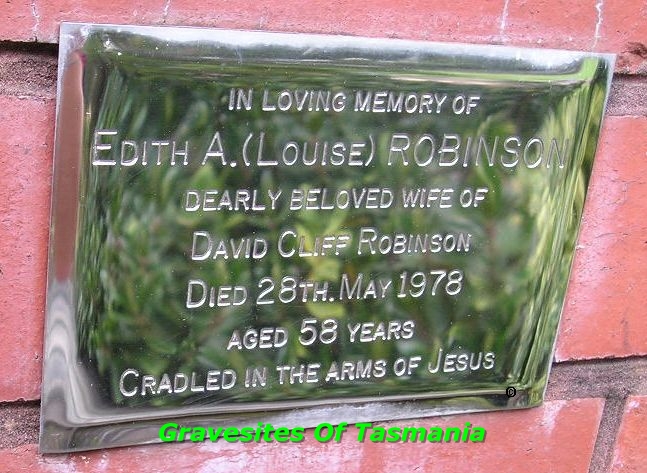 IN LOVING MEMORY OF
EDITH A. (LOUISE) ROBINSON
DEARLY BELOVED WIFE OF
DAVID CLIFF ROBINSON
DIED 28TH. MAY 1978
AGED 58 YEARS
CRADLED IN THE ARMS OF JESUS
©
Gravesites Of Tasmania